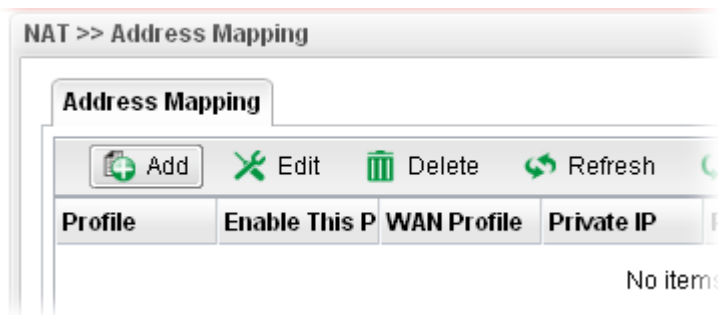 NAT >> Address Mapping
Address Mapping
Add Edit Delete Refresh
Profile Enable This P WAN Profile Private IP
No items